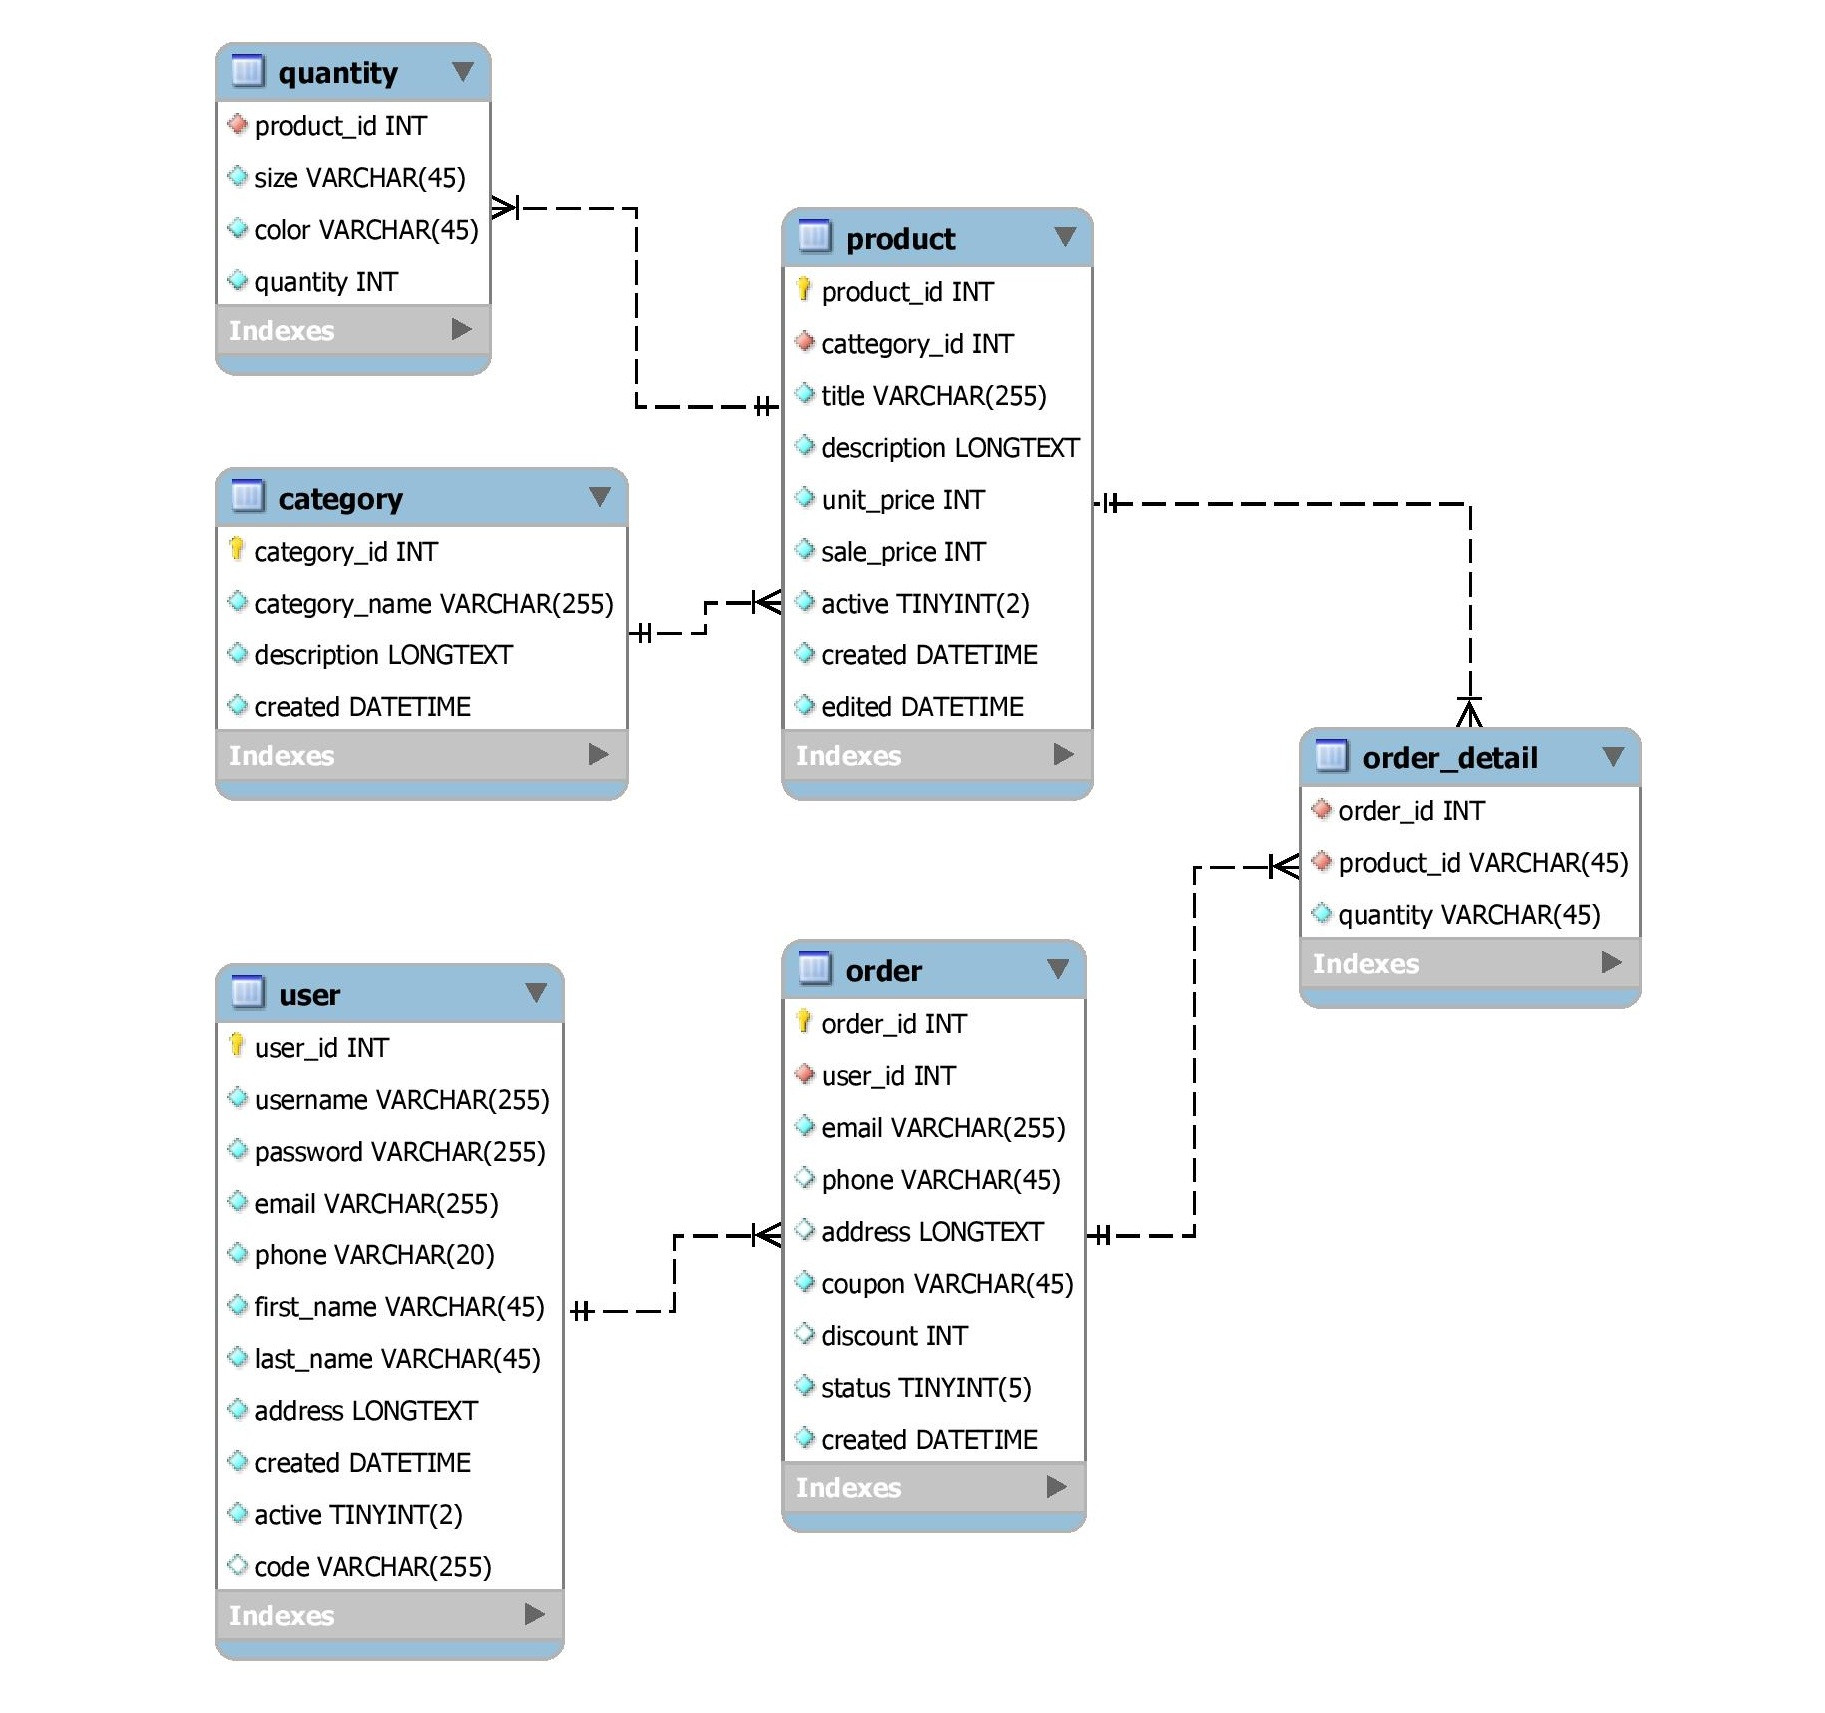 quantity
product_id INT
size VARCHAR(45)
color VARCHAR(45)
quantity INT
Indexes
product
product_id INT
cattegory_id INT
title VARCHAR(255)
description LONGTEXT
unit_price INT
sale_price INT
active TINYINT(2)
created DATETIME
edited DATETIME
Indexes
category
category_id INT
category_name VARCHAR(255)
description LONGTEXT
created DATETIME
Indexes
order_detail
order_id INT
product_id VARCHAR(45)
quantity VARCHAR(45)
Indexes
user
user_id INT
username VARCHAR(255)
password VARCHAR(255)
email VARCHAR(255)
phone VARCHAR(20)
first_name VARCHAR(45)
last_name VARCHAR(45)
address LONGTEXT
created DATETIME
active TINYINT(2)
code VARCHAR(255)
Indexes
order
order_id INT
user_id INT
email VARCHAR(255)
phone VARCHAR(45)
address LONGTEXT
coupon VARCHAR(45)
discount INT
status TINYINT(5)
created DATETIME
Indexes